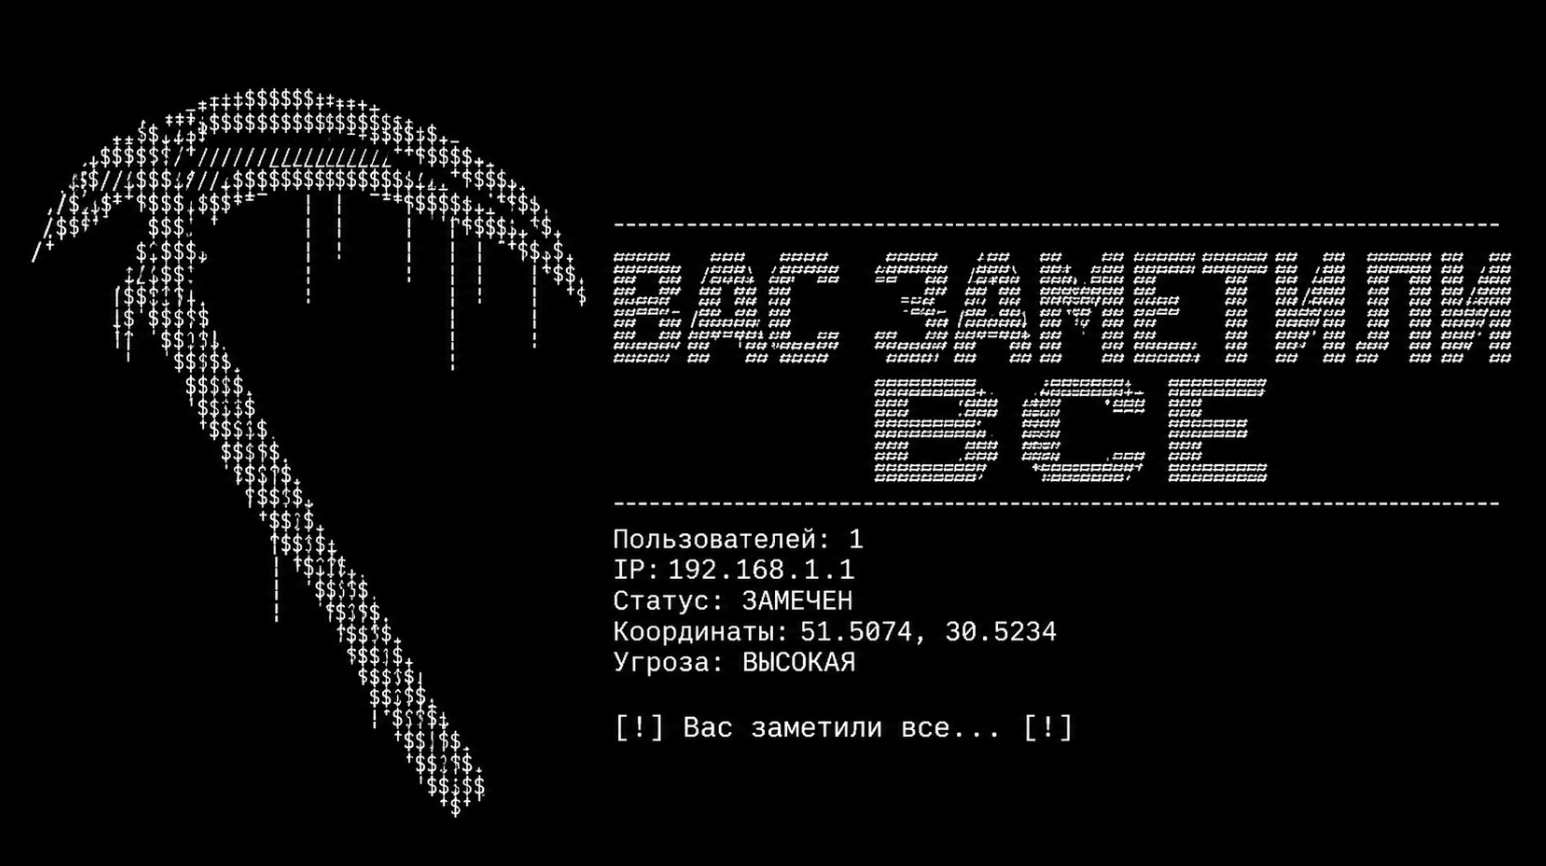 ВАС ЗАМЕТИЛИ
ВСЕ
Пользователей: 1
IP: 192.168.1.1
Статус: ЗАМЕЧЕН
Координаты: 51.5074, 30.5234
Угроза: ВЫСОКАЯ
[!] Вас заметили все... [!]